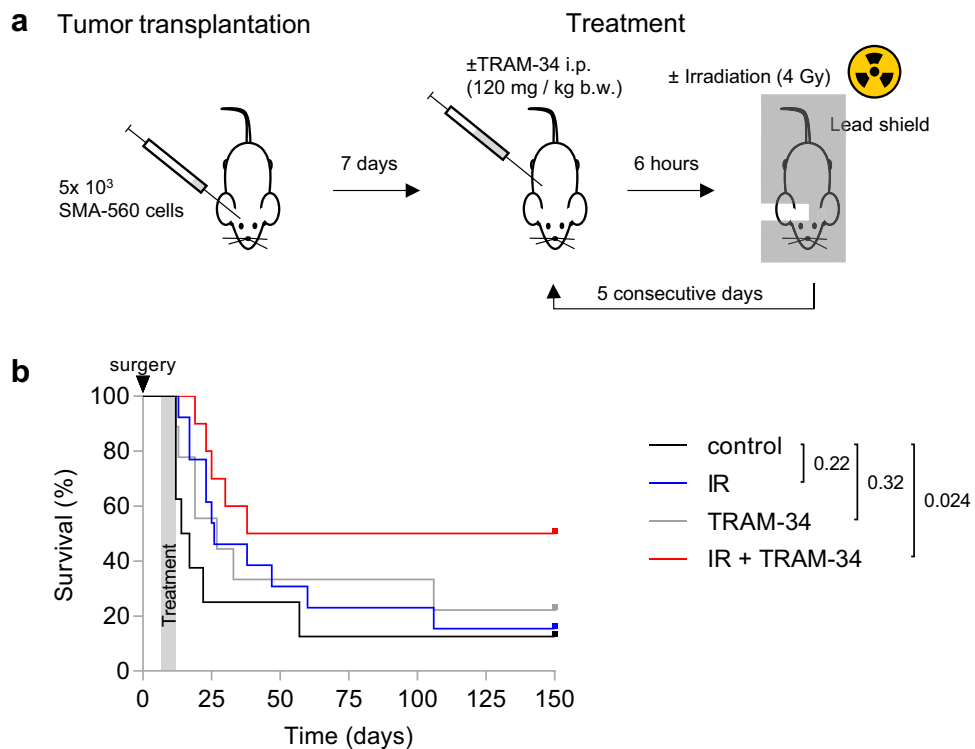 a Tumor transplantation
Treatment
±TRAM-34 i.p.
(120 mg / kg b.w.)
± Irradiation (4 Gy)
Lead shield
5x 10³
SMA-560 cells
7 days
6 hours
5 consecutive days
b
surgery
100
80
60
40
20
0
Survival (%)
Treatment
0 25 50 75 100 125 150
Time (days)
control
IR
TRAM-34
IR + TRAM-34
0.22
0.32
0.024